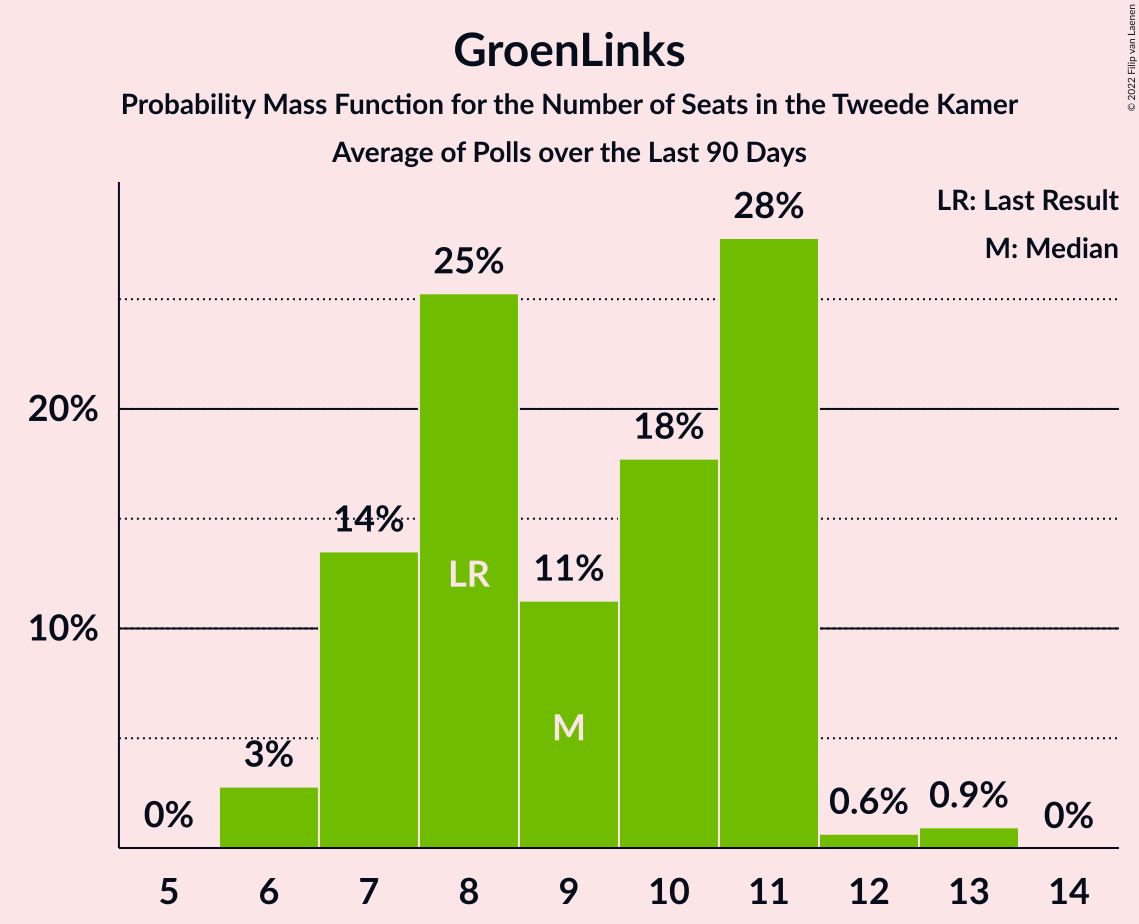 GroenLinks
Probability Mass Function for the Number of Seats in the Tweede Kamer
Average of Polls over the Last 90 Days
© 2022 Filip van Laenen
LR: Last Result
M: Median
20%
10%
0%
3%
14%
25%
11%
18%
28%
0.6%
0.9%
0%
LR
M
5 6 7 8 9 10 11 12 13 14